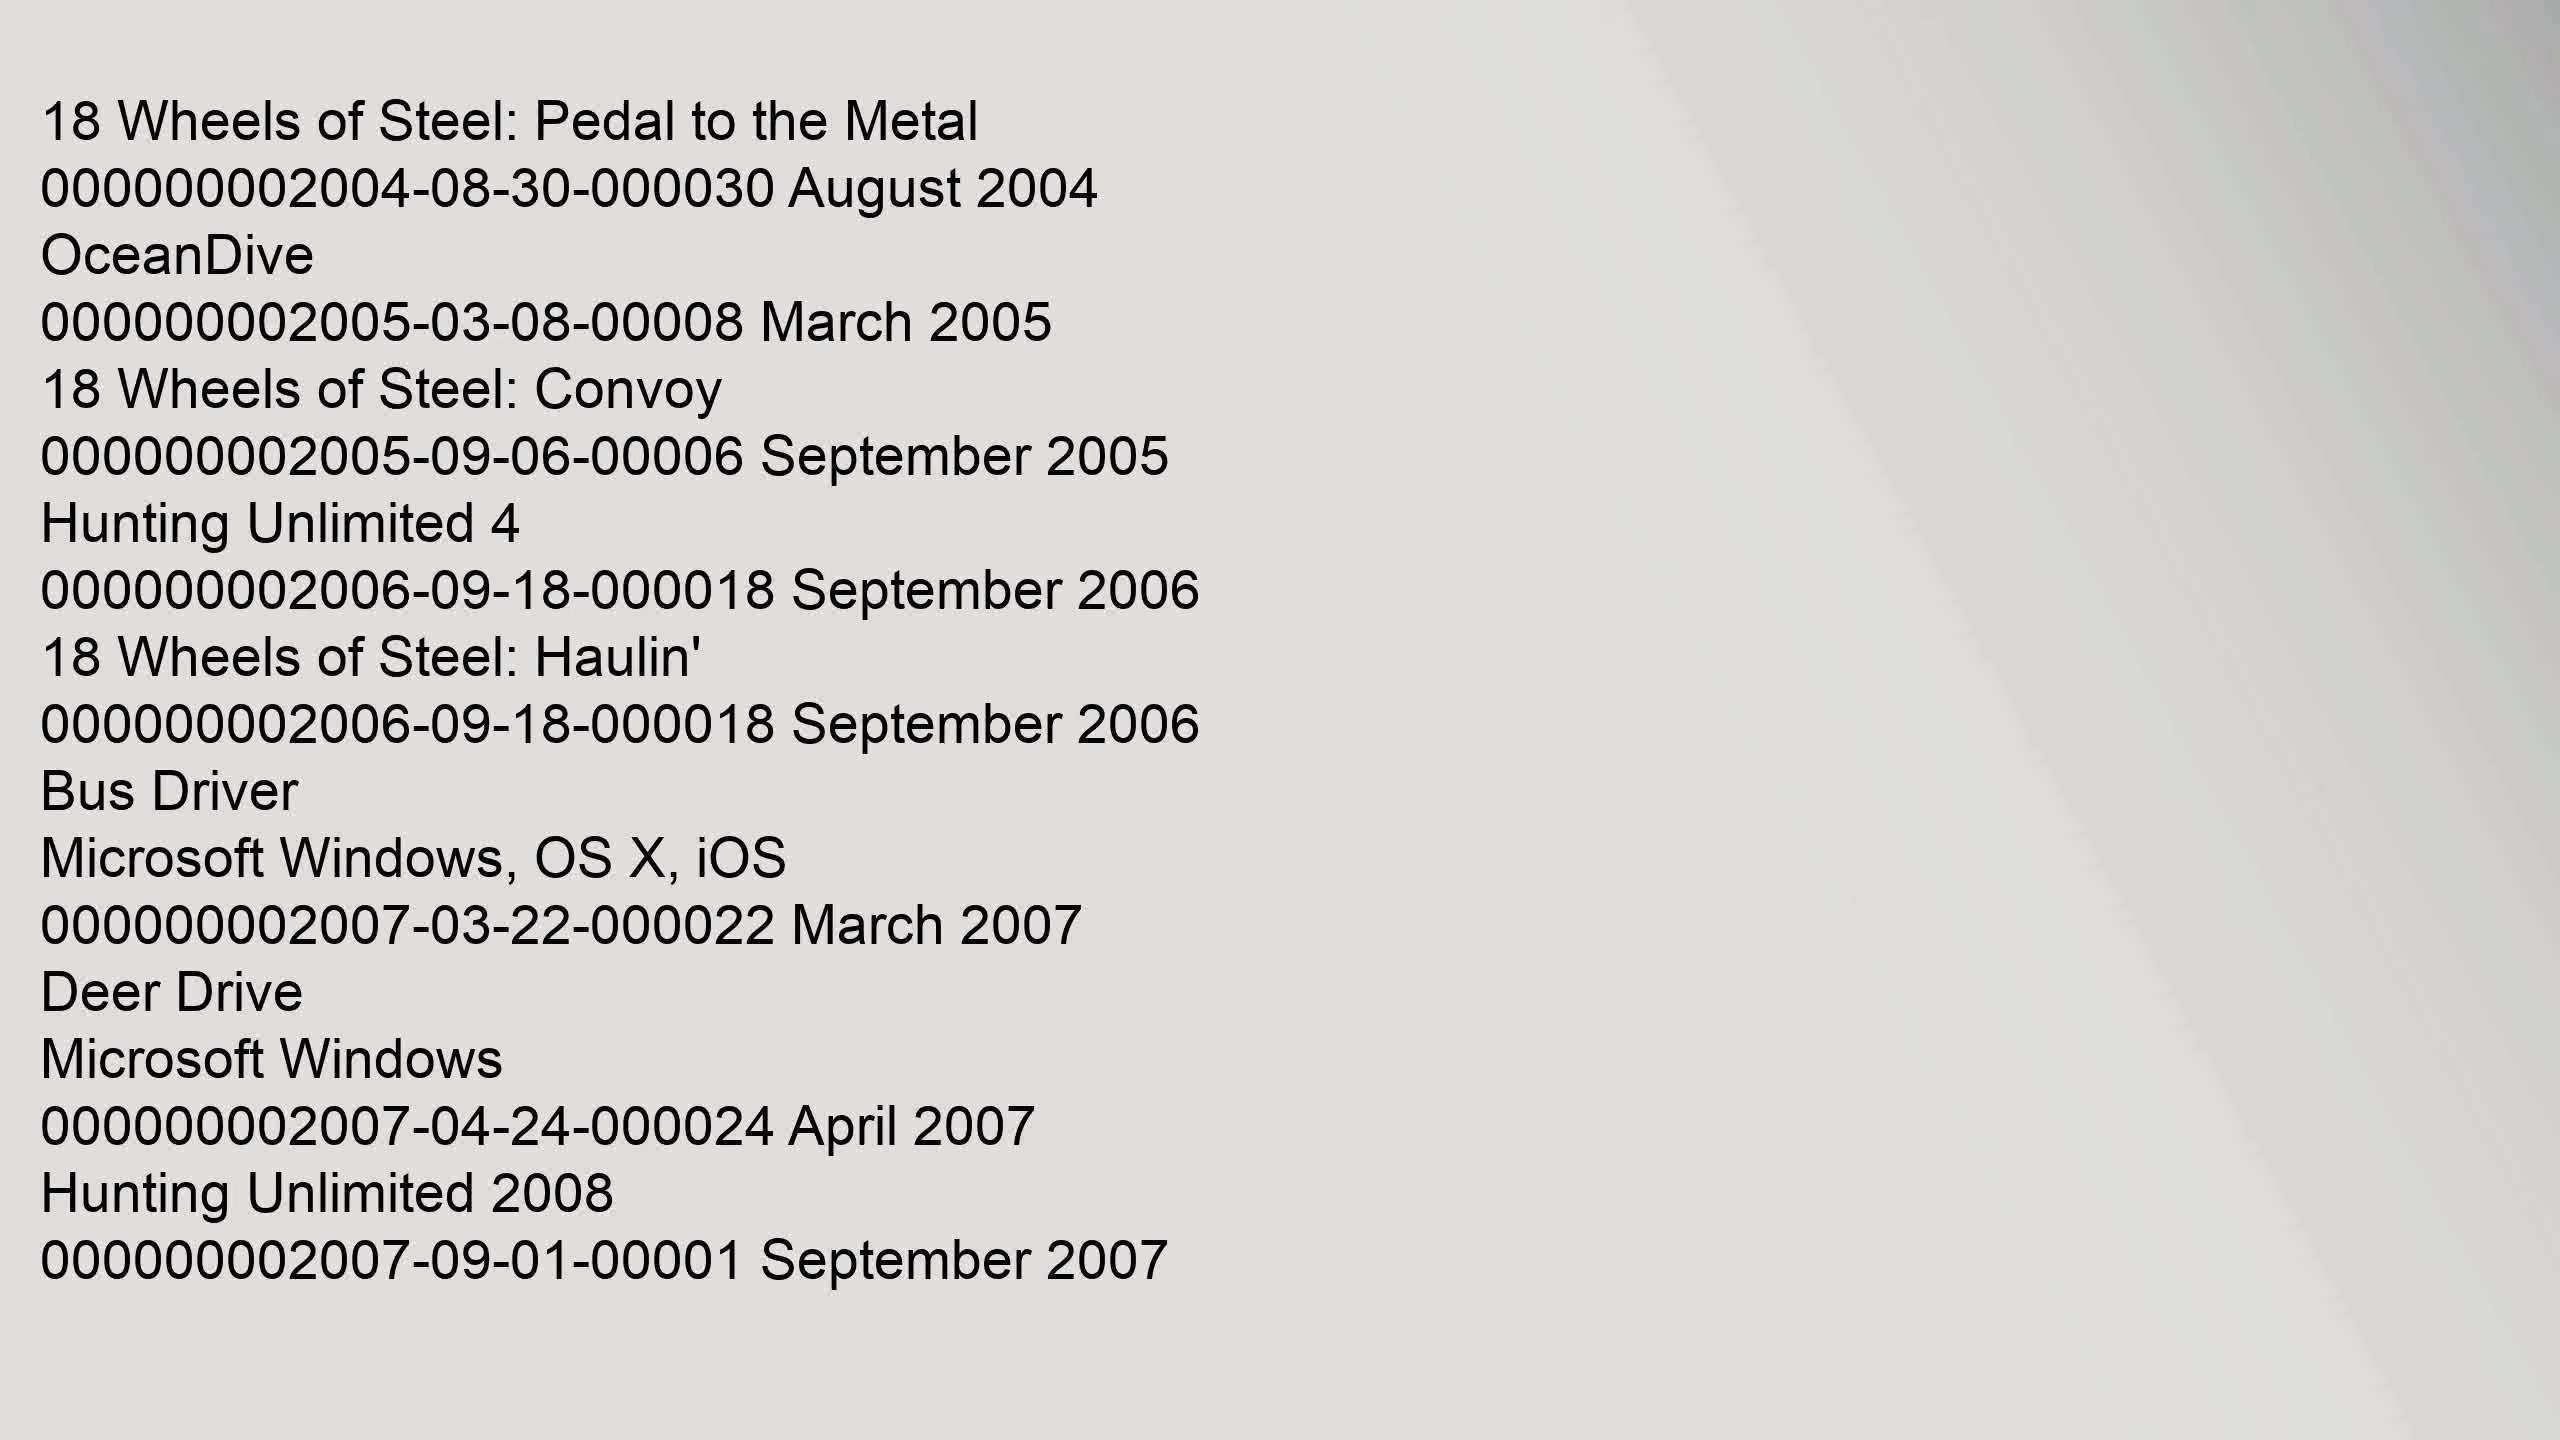 18 Wheels of Steel: Pedal to the Metal
000000002004-08-30-000030 August 2004
OceanDive
000000002005-03-08-00008 March 2005
18 Wheels of Steel: Convoy
000000002005-09-06-00006 September 2005
Hunting Unlimited 4
000000002006-09-18-000018 September 2006
18 Wheels of Steel: Haulin'
000000002006-09-18-000018 September 2006
Bus Driver
Microsoft Windows, OS X, iOS
000000002007-03-22-000022 March 2007
Deer Drive
Microsoft Windows
000000002007-04-24-000024 April 2007
Hunting Unlimited 2008
000000002007-09-01-00001 September 2007